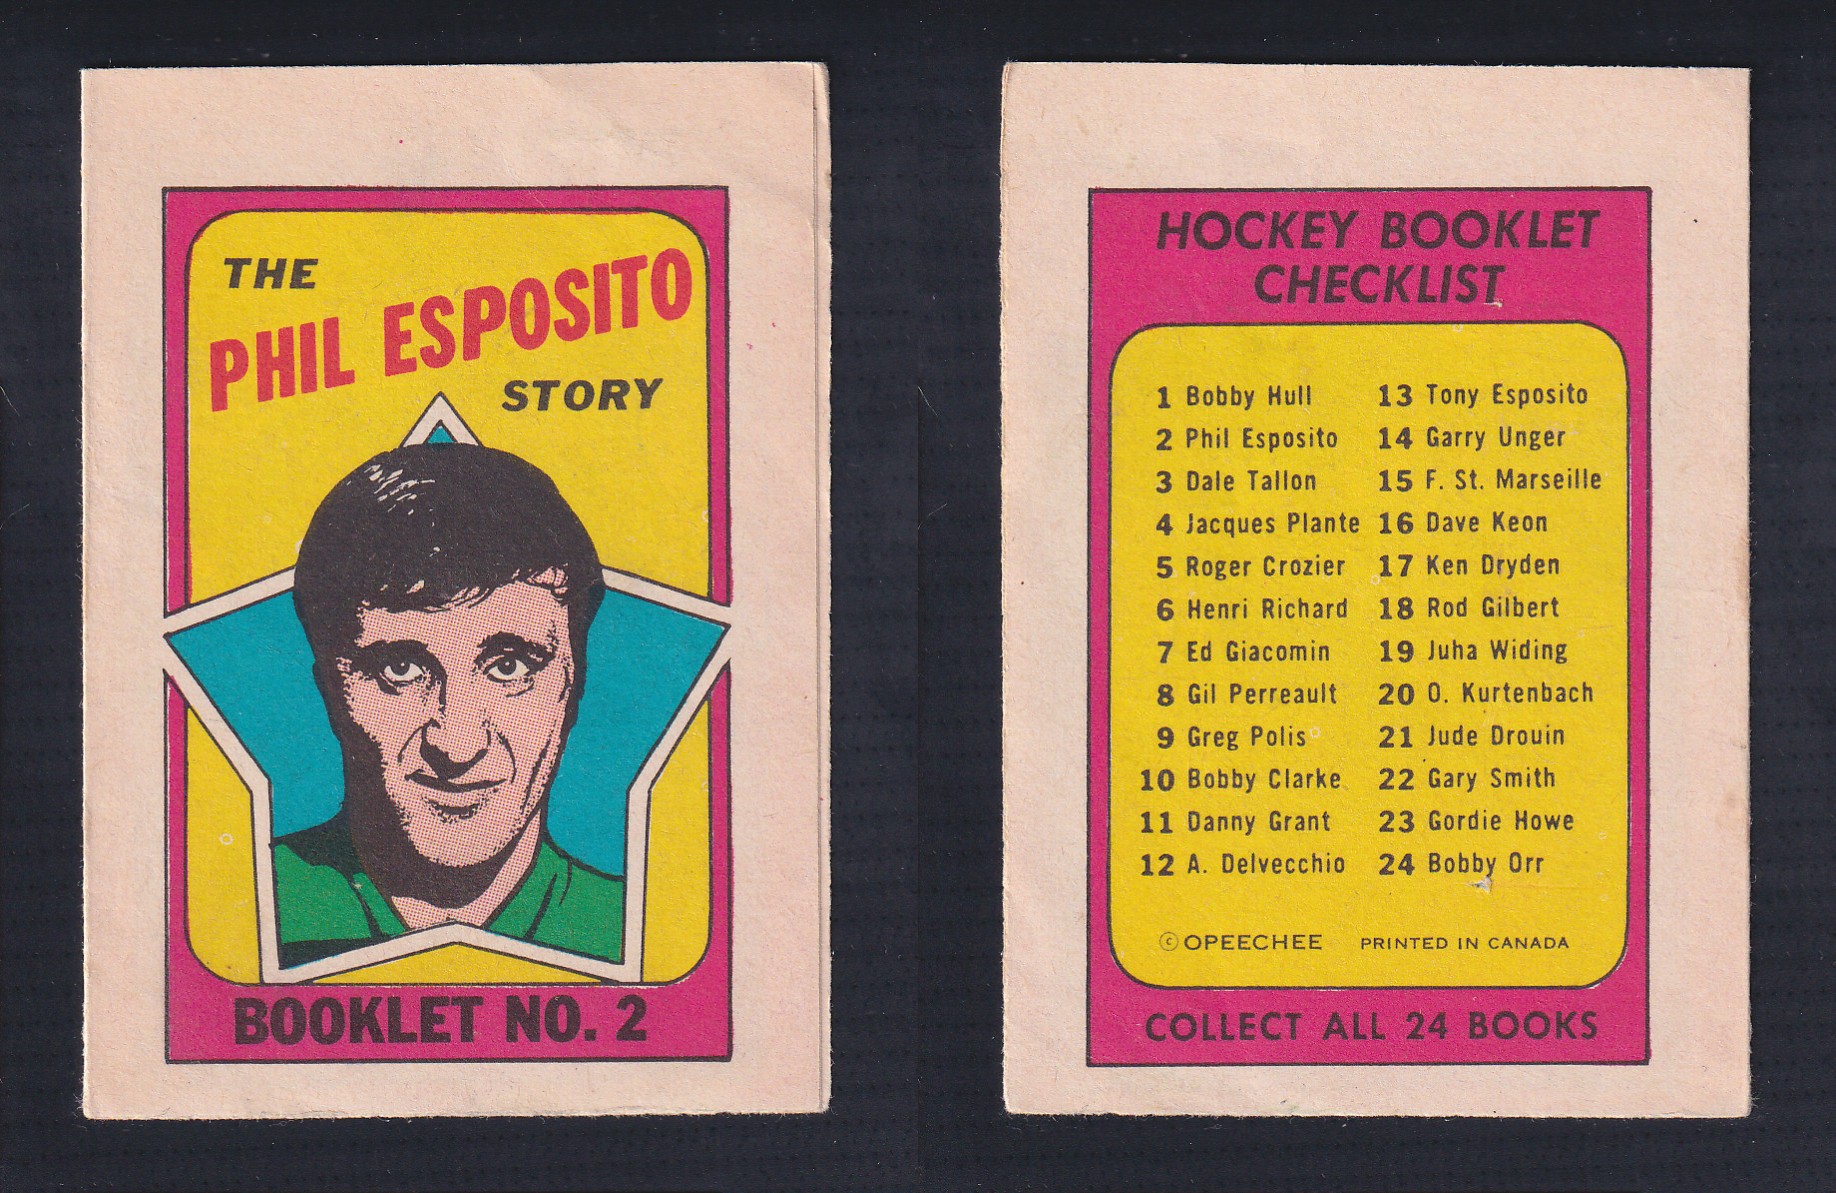 THE
PHIL ESPOSITO
STORY
BOOKLET NO. 2
HOCKEY BOOKLET
CHECKLIST
1 Bobby Hull
2 Phil Esposito
3 Dale Tallon
4 Jacques Plante
5 Roger Crozier
6 Henri Richard
7 Ed Giacomin
8 Gil Perreault
9 Greg Polis
10 Bobby Clarke
11 Danny Grant
12 A. Delvecchio
13 Tony Esposito
14 Garry Unger
15 F. St. Marseille
16 Dave Keon
17 Ken Dryden
18 Rod Gilbert
19 Juha Widing
20 O. Kurtenbach
21 Jude Drouin
22 Gary Smith
23 Gordie Howe
24 Bobby Orr
© OPEECHEE PRINTED IN CANADA
COLLECT ALL 24 BOOKS